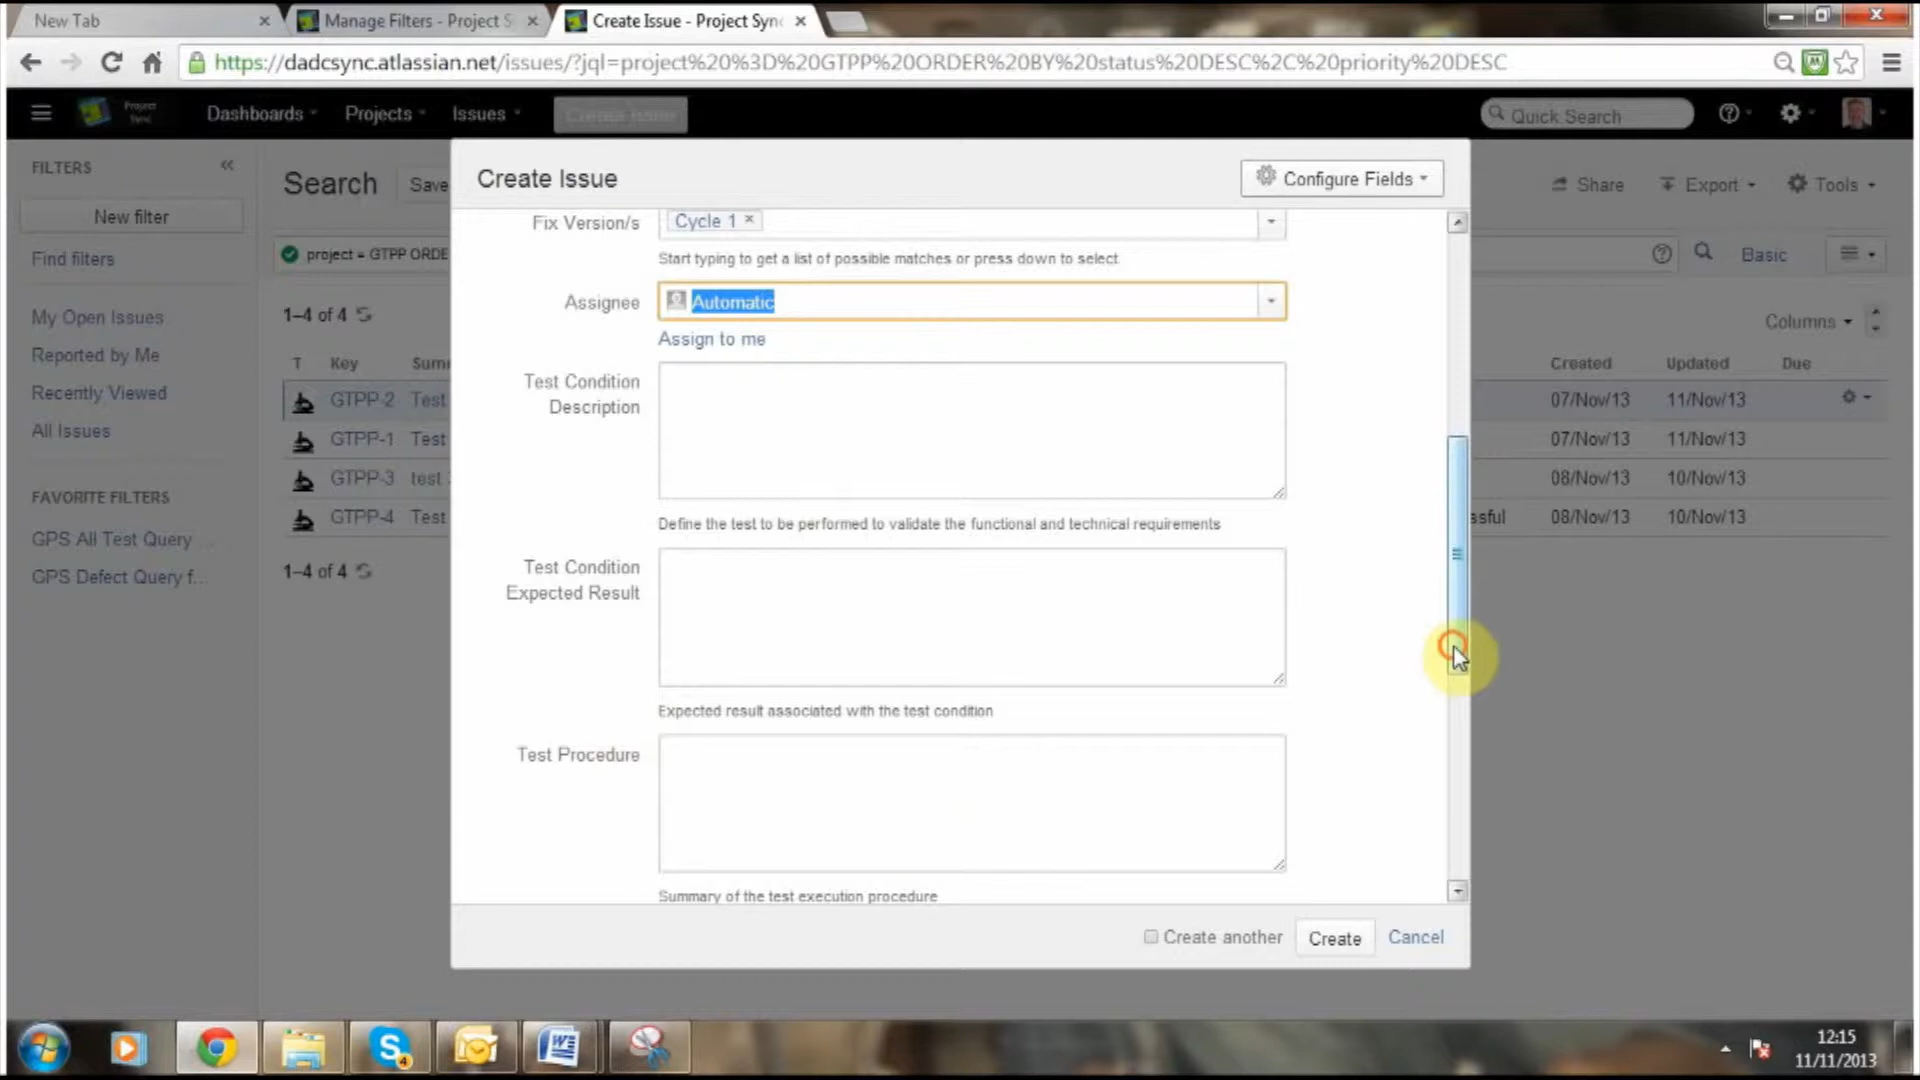 New Tab
Manage Filters - Project S
Create Issue - Project Sync
https://dadcsync.atlassian.net/issues/?jql=project%20%3D%20GTPP%20ORDER%20BY%20status%20DESC%2C%20priority%20DESC
Project Sync
Dashboards
Projects
Issues
Create Issue
Quick Search
FILTERS
New filter
Find filters
My Open Issues
Reported by Me
Recently Viewed
All Issues
FAVORITE FILTERS
GPS All Test Query ...
GPS Defect Query f...
Search
Save
Share
Export
Tools
project = GTPP ORDE
Basic
1–4 of 4
Columns
T Key Summ
Created Updated Due
GTPP-2 Test
07/Nov/13 11/Nov/13
GTPP-1 Test
07/Nov/13 11/Nov/13
GTPP-3 test
08/Nov/13 10/Nov/13
GTPP-4 Test
ssful 08/Nov/13 10/Nov/13
1–4 of 4
Create Issue
Configure Fields
Fix Version/s
Cycle 1
Start typing to get a list of possible matches or press down to select
Assignee
Automatic
Assign to me
Test Condition
Description
Define the test to be performed to validate the functional and technical requirements
Test Condition
Expected Result
Expected result associated with the test condition
Test Procedure
Summary of the test execution procedure
Create another
Create
Cancel
12:15
11/11/2013